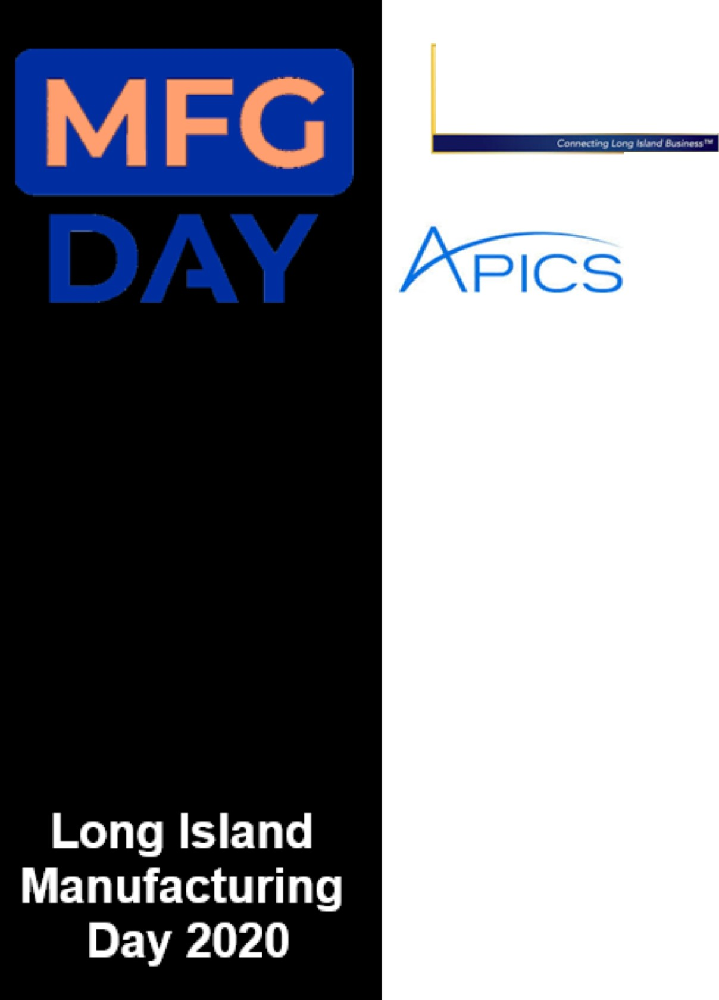 MFG
DAY
Connecting Long Island Business™
APICS
Long Island
Manufacturing
Day 2020